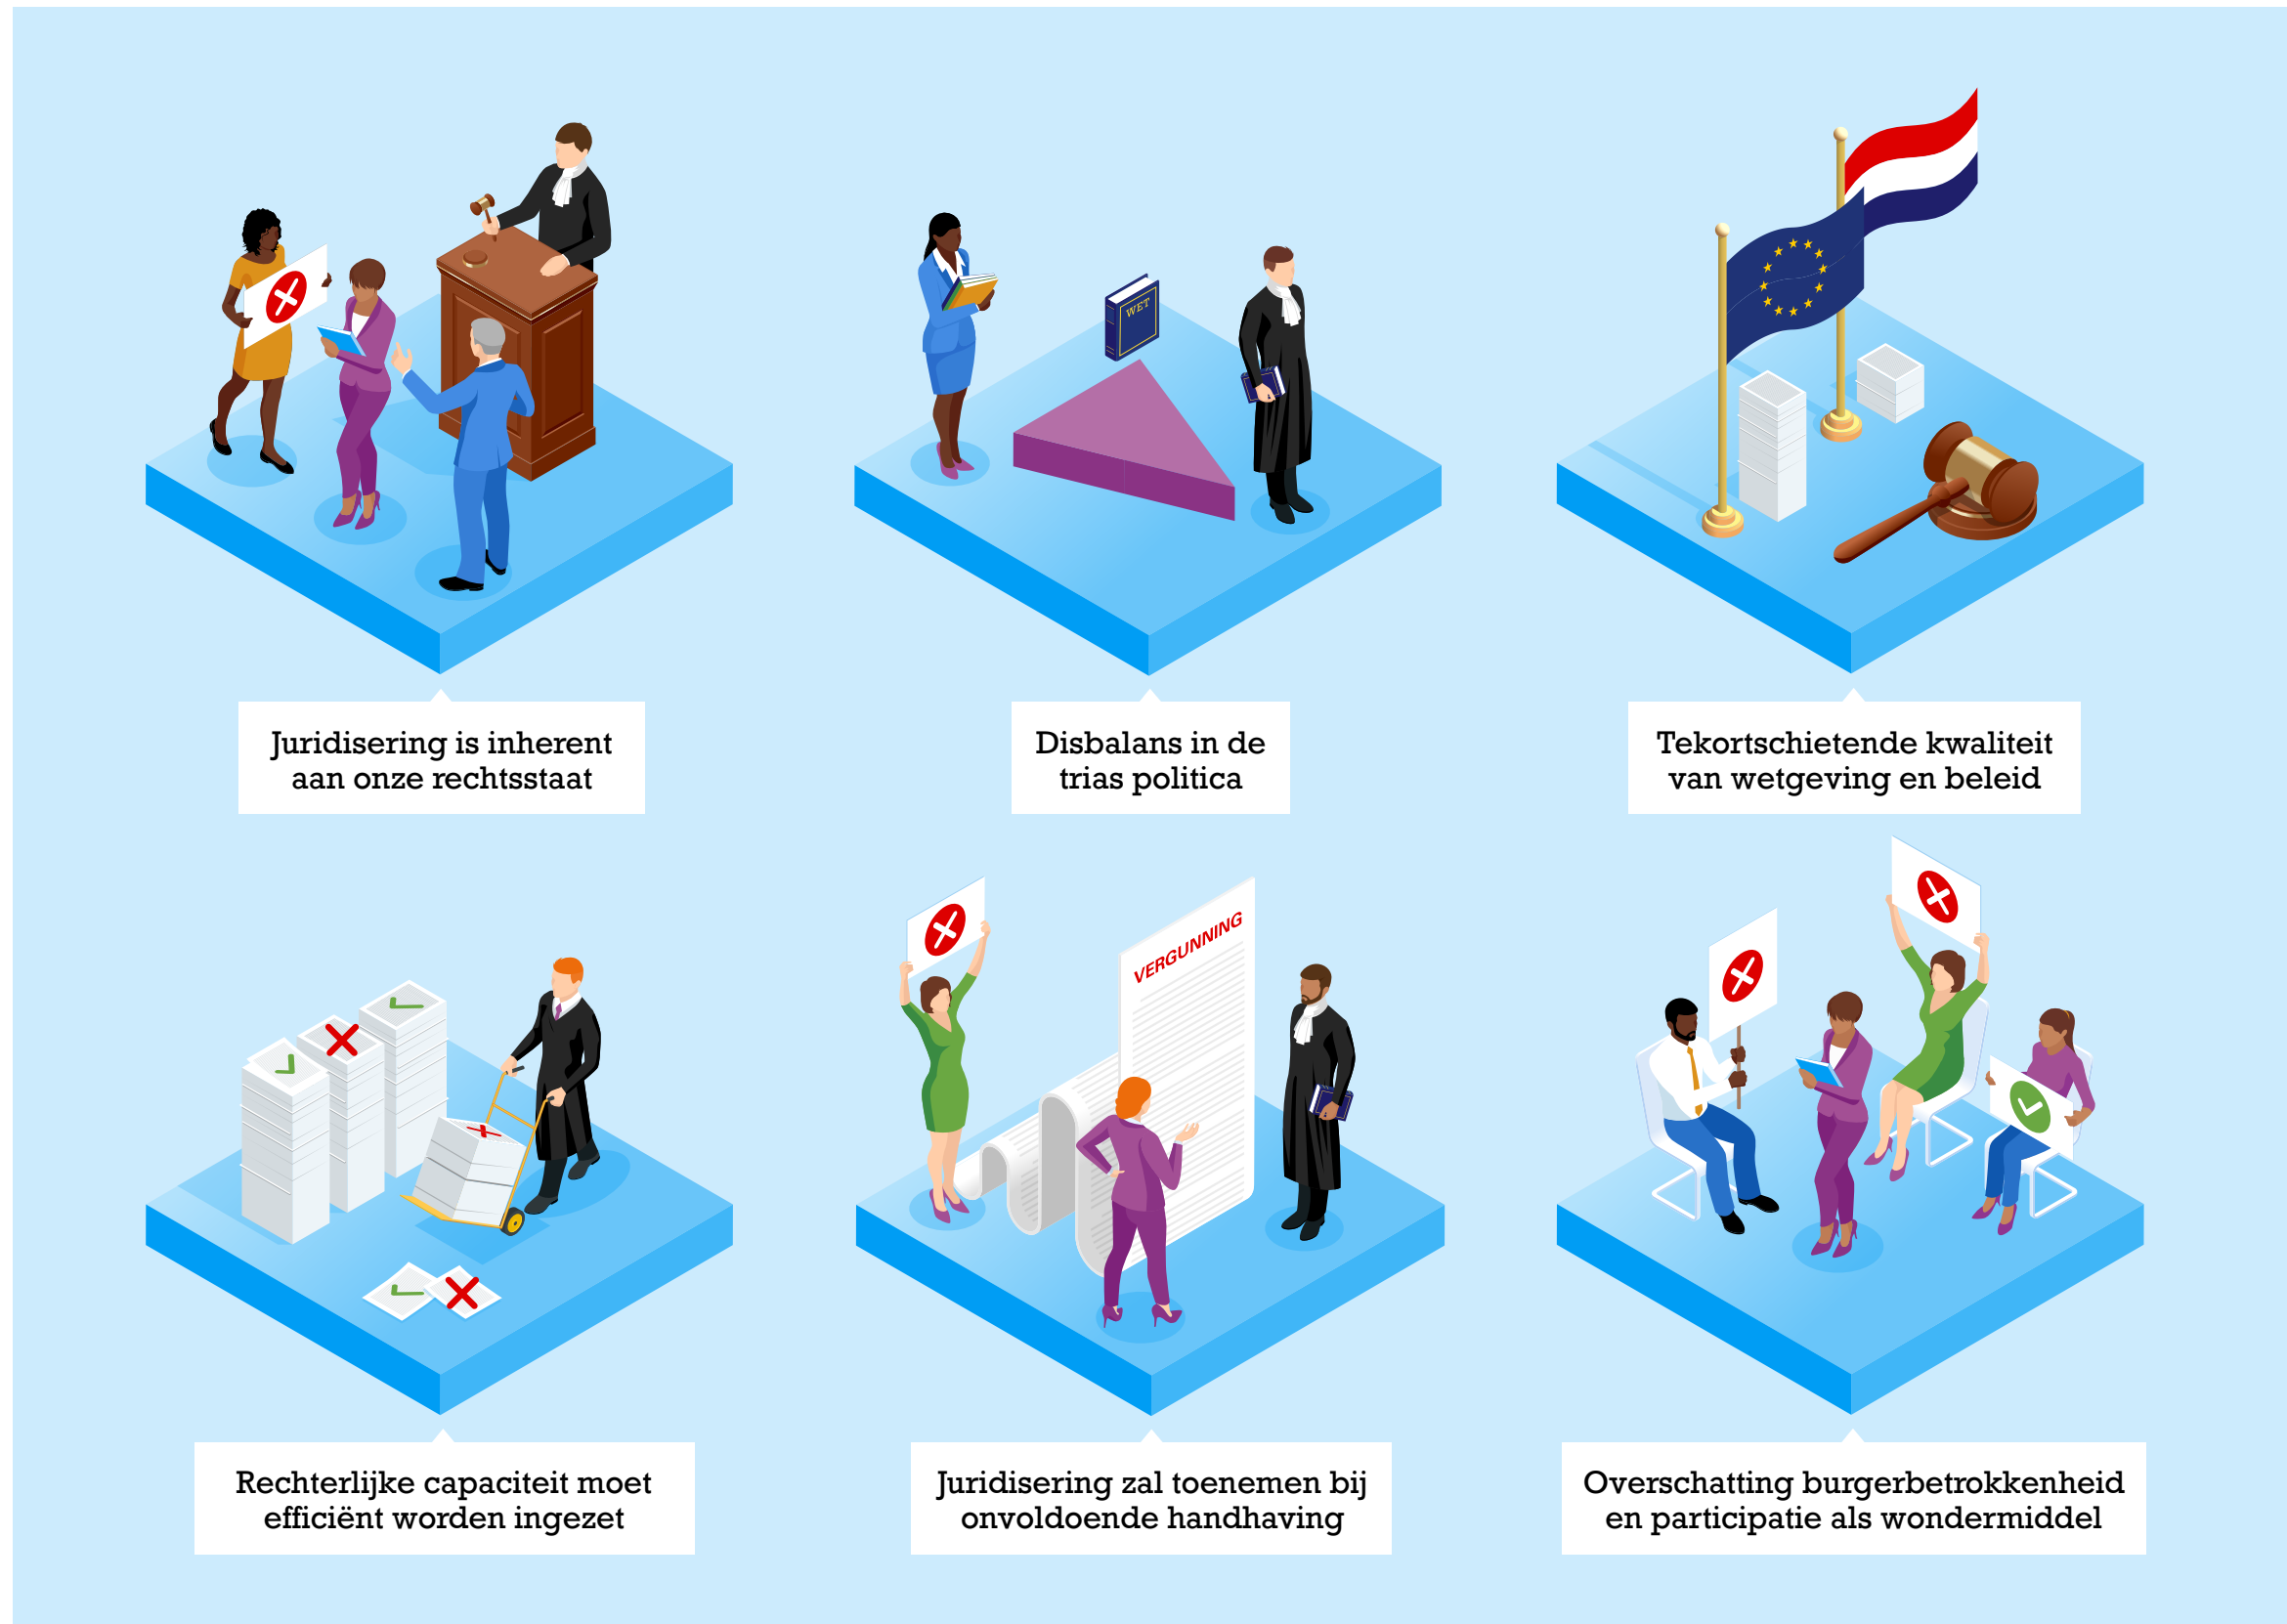 WET
Juridisering is inherent
aan onze rechtsstaat
Disbalans in de
trias politica
Tekortschietende kwaliteit
van wetgeving en beleid
VERGUNNING
Rechterlijke capaciteit moet
efficiënt worden ingezet
Juridisering zal toenemen bij
onvoldoende handhaving
Overschatting burgerbetrokkenheid
en participatie als wondermiddel